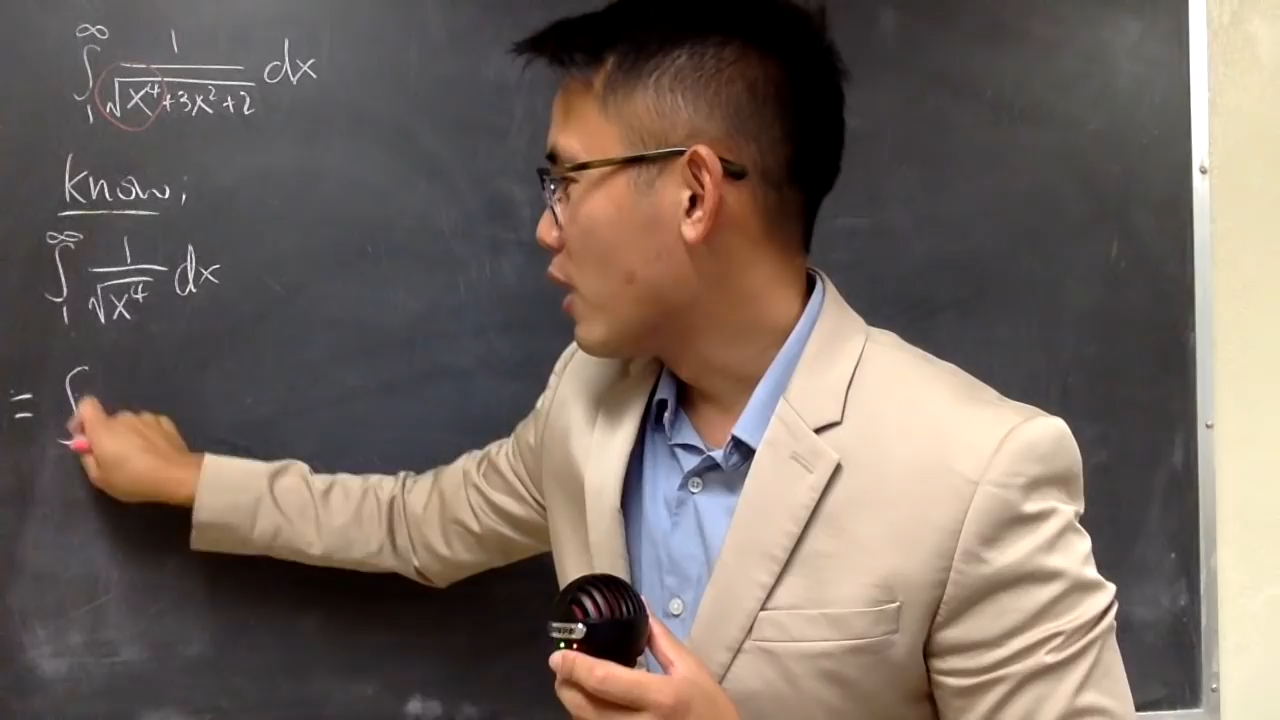 ∫₁^∞ 1/√(x⁴+3x²+2) dx
know:
∫₁^∞ 1/√(x⁴) dx
= ∫